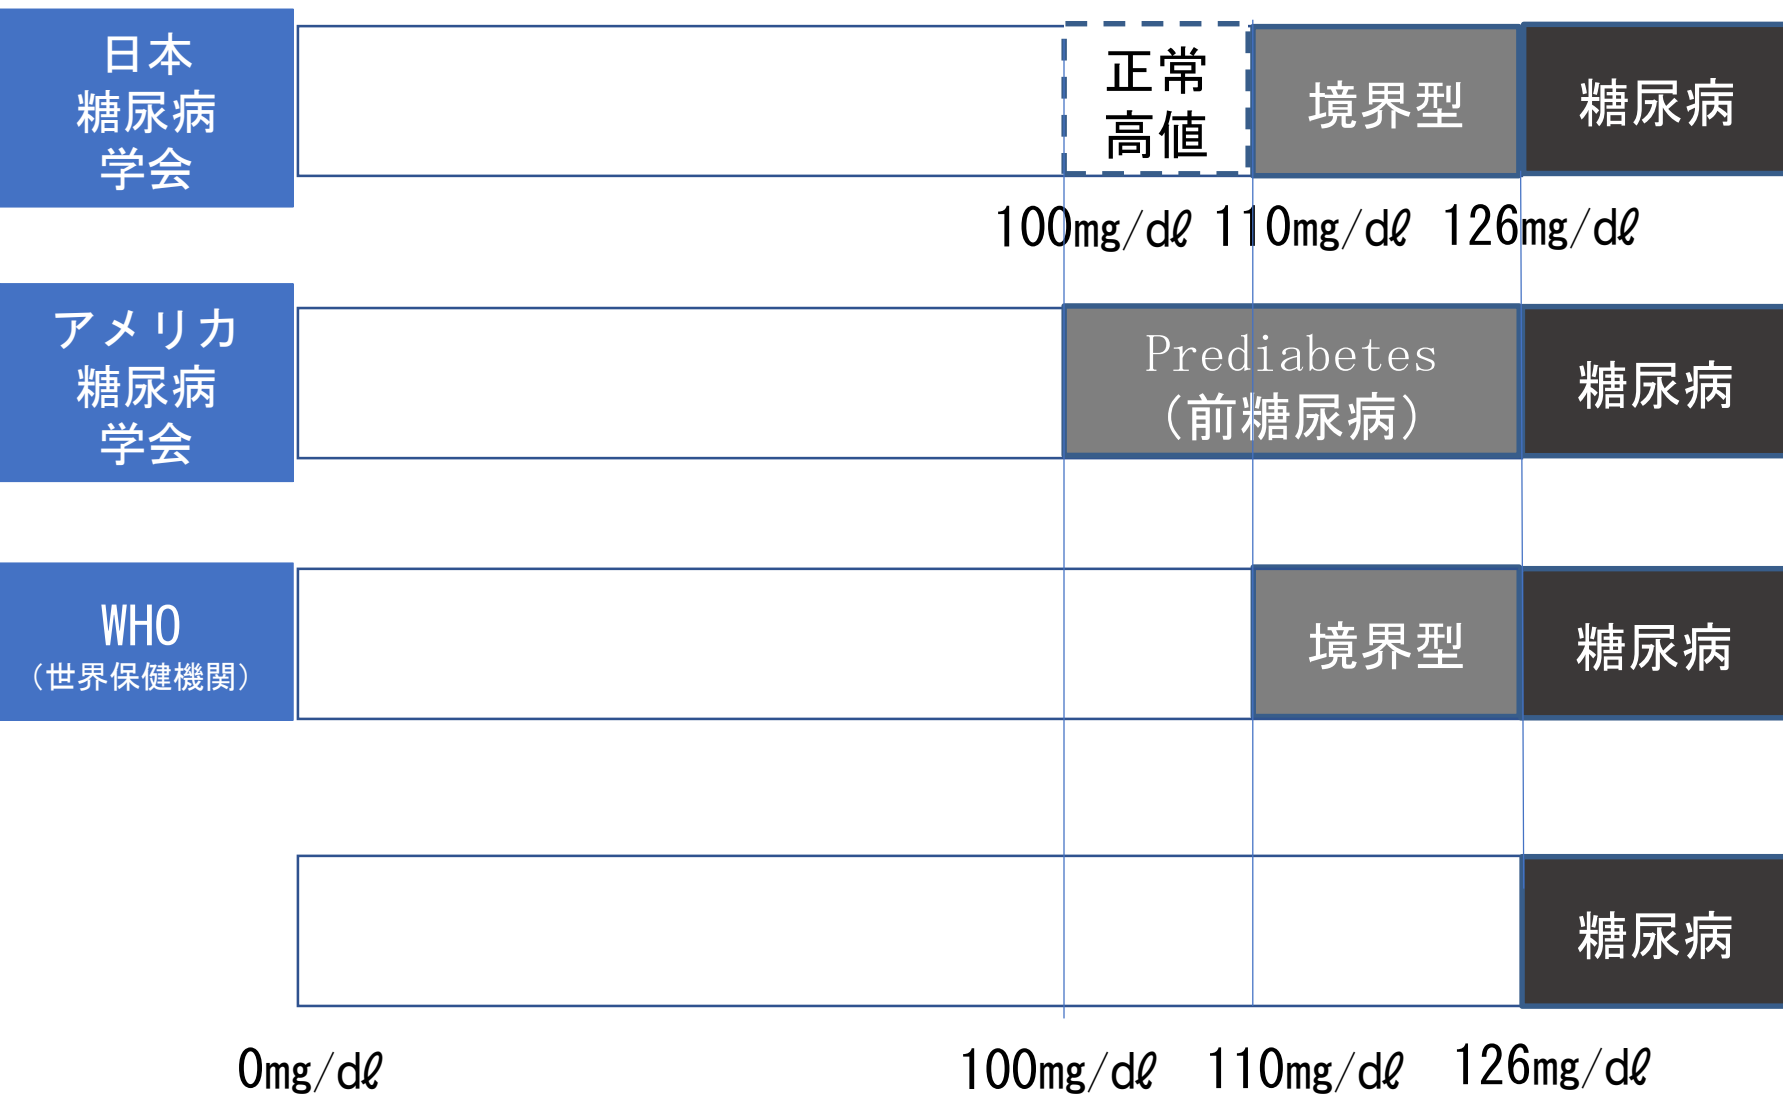 日本
糖尿病
学会
正常
高値
境界型
糖尿病
100mg/dℓ 110mg/dℓ 126mg/dℓ
アメリカ
糖尿病
学会
Prediabetes
（前糖尿病）
糖尿病
WHO
（世界保健機関）
境界型
糖尿病
糖尿病
0mg/dℓ 100mg/dℓ 110mg/dℓ 126mg/dℓ